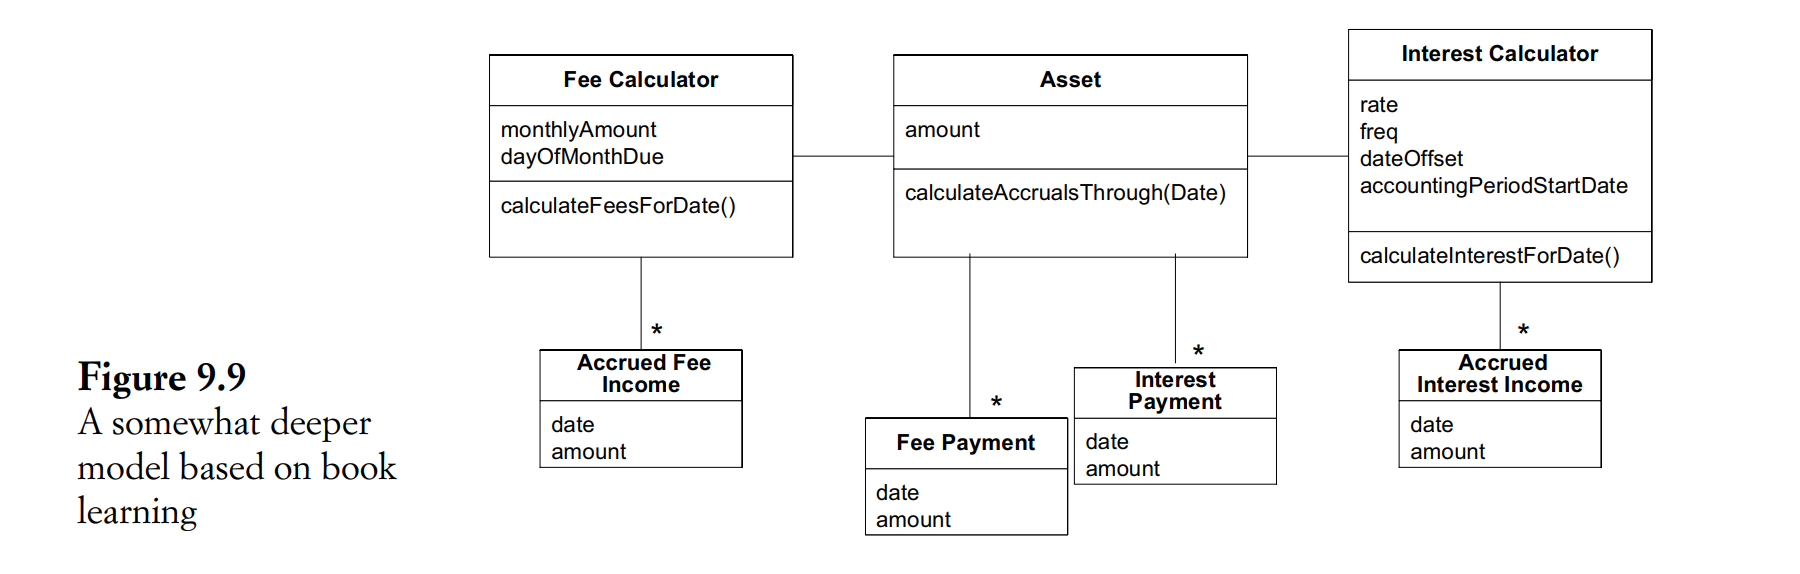 Fee Calculator
monthlyAmount
dayOfMonthDue
calculateFeesForDate()
Asset
amount
calculateAccrualsThrough(Date)
Interest Calculator
rate
freq
dateOffset
accountingPeriodStartDate
calculateInterestForDate()
*
Accrued Fee
Income
date
amount
*
Fee Payment
date
amount
*
Interest
Payment
date
amount
*
Accrued
Interest Income
date
amount
Figure 9.9
A somewhat deeper
model based on book
learning